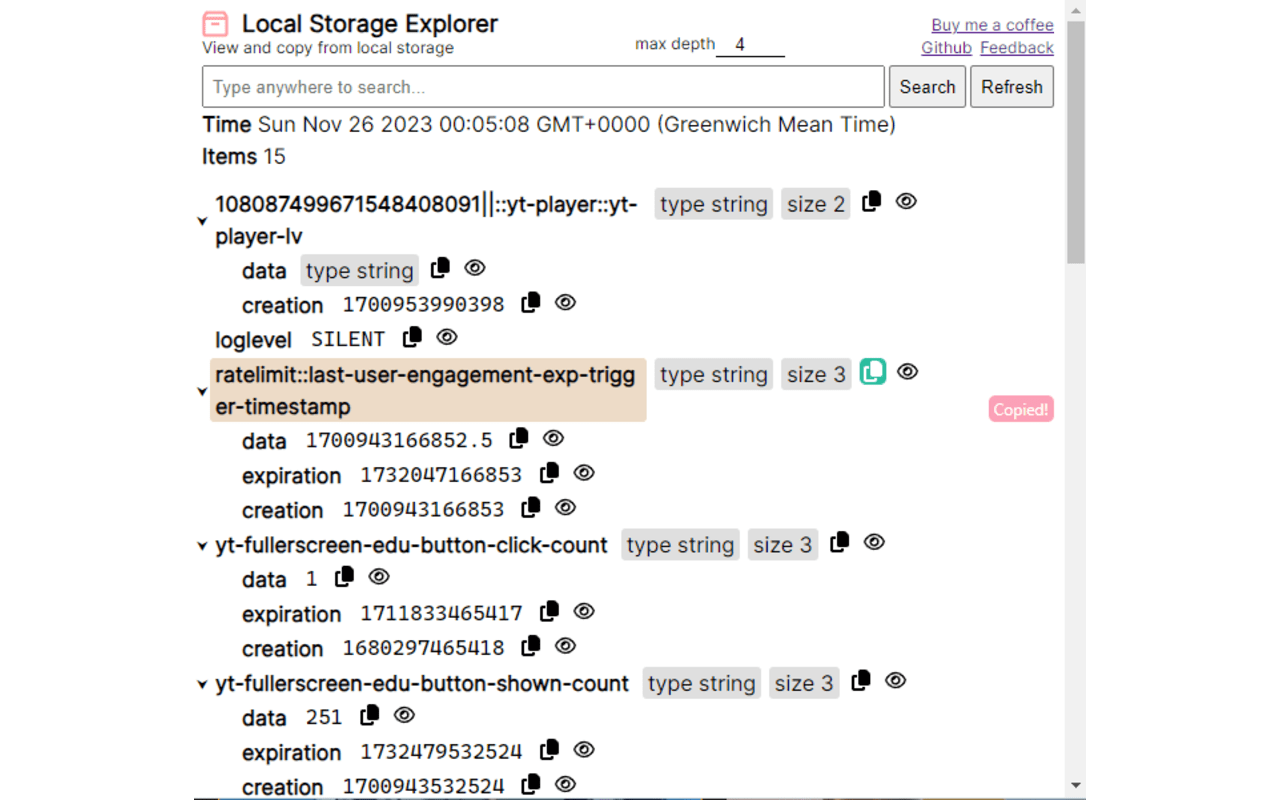 Local Storage Explorer
View and copy from local storage
max depth 4
Buy me a coffee
Github Feedback
Type anywhere to search...
Search
Refresh
Time Sun Nov 26 2023 00:05:08 GMT+0000 (Greenwich Mean Time)
Items 15
108087499671548408091||::yt-player::yt-
player-lv
type string size 2
data type string
creation 1700953990398
loglevel SILENT
ratelimit::last-user-engagement-exp-trigg
er-timestamp
type string size 3
Copied!
data 1700943166852.5
expiration 1732047166853
creation 1700943166853
yt-fullerscreen-edu-button-click-count type string size 3
data 1
expiration 1711833465417
creation 1680297465418
yt-fullerscreen-edu-button-shown-count type string size 3
data 251
expiration 1732479532524
creation 1700943532524